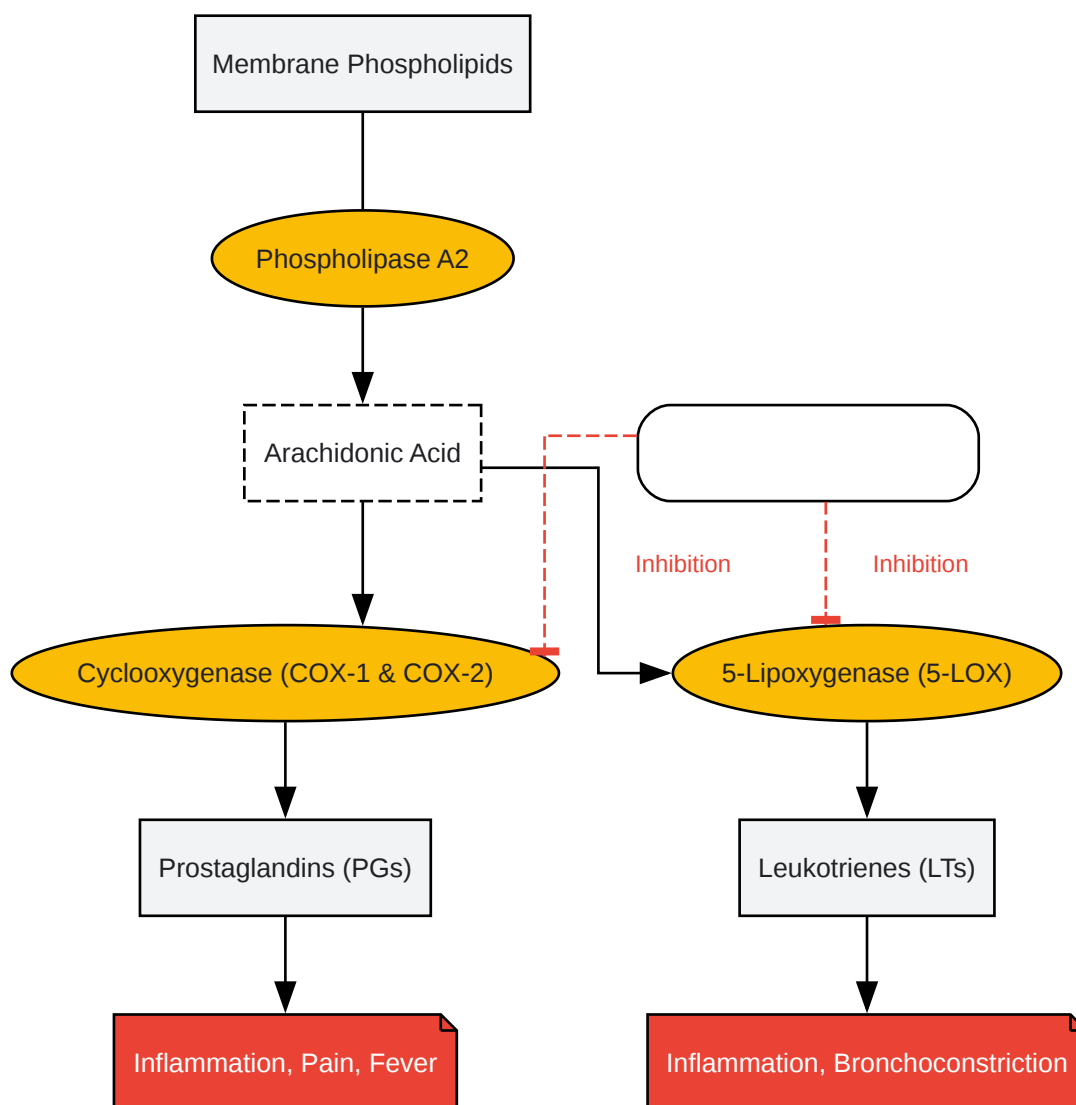 Membrane Phospholipids
Phospholipase A2
Arachidonic Acid
Inhibition
Inhibition
Cyclooxygenase (COX-1 & COX-2)
5-Lipoxygenase (5-LOX)
Prostaglandins (PGs)
Leukotrienes (LTs)
Inflammation, Pain, Fever
Inflammation, Bronchoconstriction